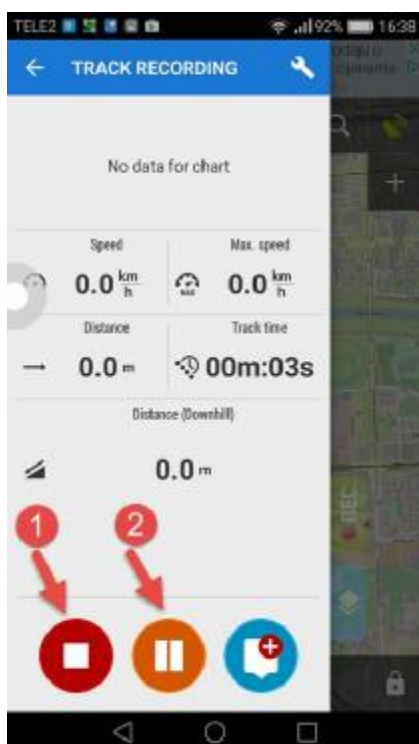 TELE2 92% 16:38
TRACK RECORDING
No data for chart
Speed Max. speed
0.0 km/h MAX 0.0 km/h
Distance Track time
0.0 m 00m:03s
Distance (Downhill)
0.0 m
1 2